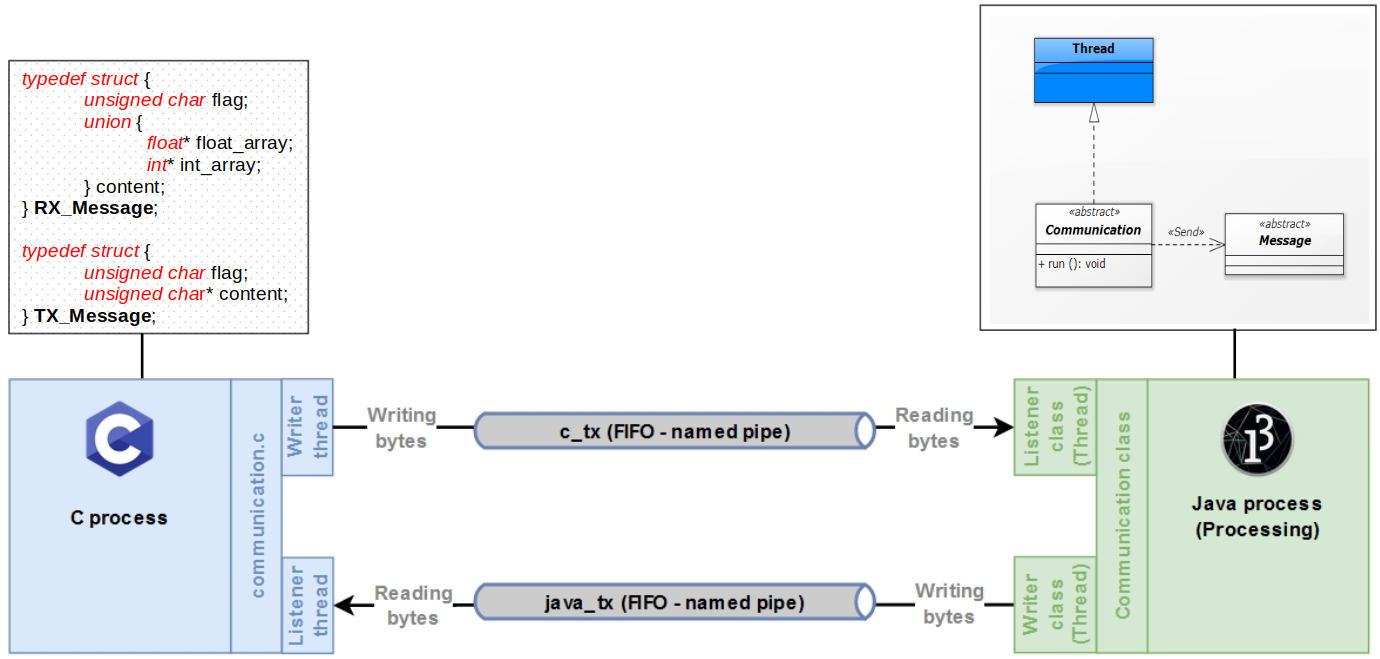 typedef struct {
unsigned char flag;
union {
float* float_array;
int* int_array;
} content;
} RX_Message;
typedef struct {
unsigned char flag;
unsigned char* content;
} TX_Message;
Thread
«abstract»
Communication
+ run (): void
«Send»
«abstract»
Message
C process
communication.c
Writer
thread
Listener
thread
Writing
bytes
c_tx (FIFO - named pipe)
Reading
bytes
Reading
bytes
java_tx (FIFO - named pipe)
Writing
bytes
Listener
class
(Thread)
Writer
class
(Thread)
Communication class
Java process
(Processing)